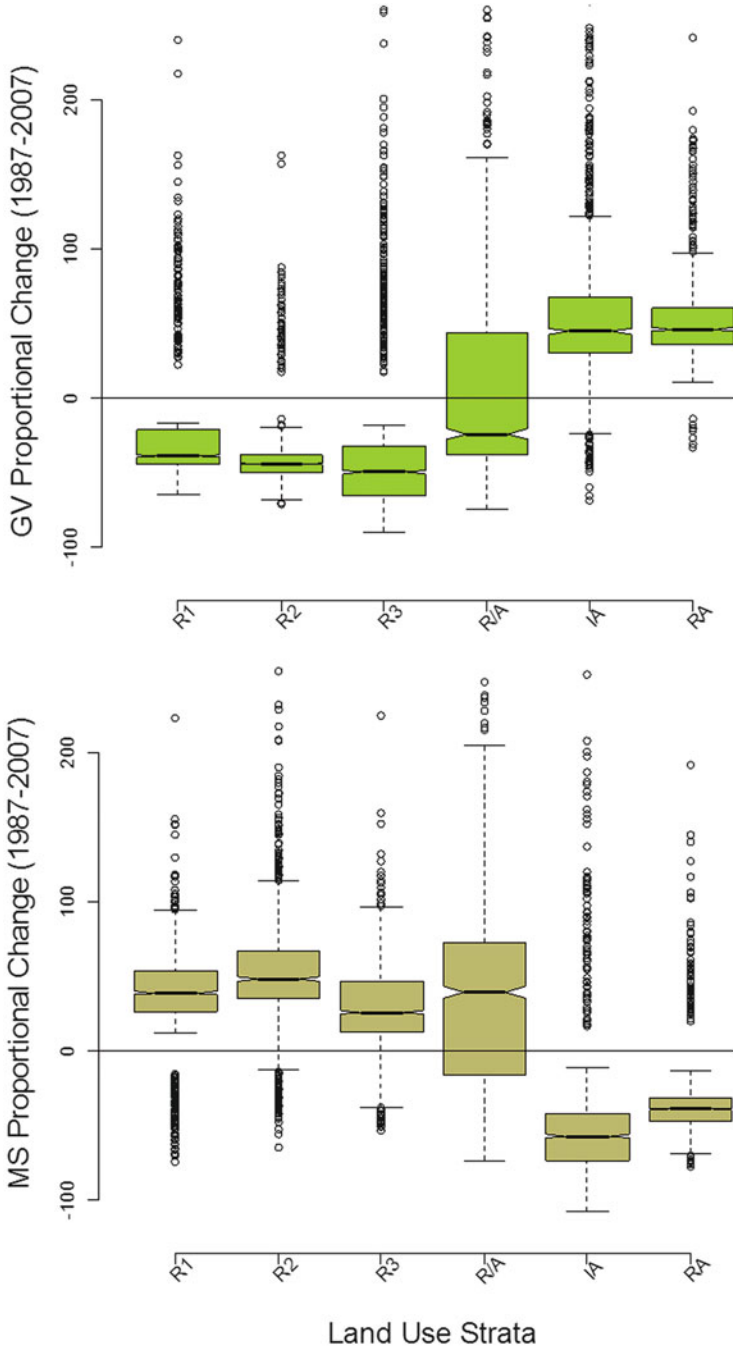 GV Proportional Change (1987-2007)
200
100
0
-100
R1
R2
R3
R/A
IA
RA
MS Proportional Change (1987-2007)
200
100
0
-100
R1
R2
R3
R/A
IA
RA
Land Use Strata